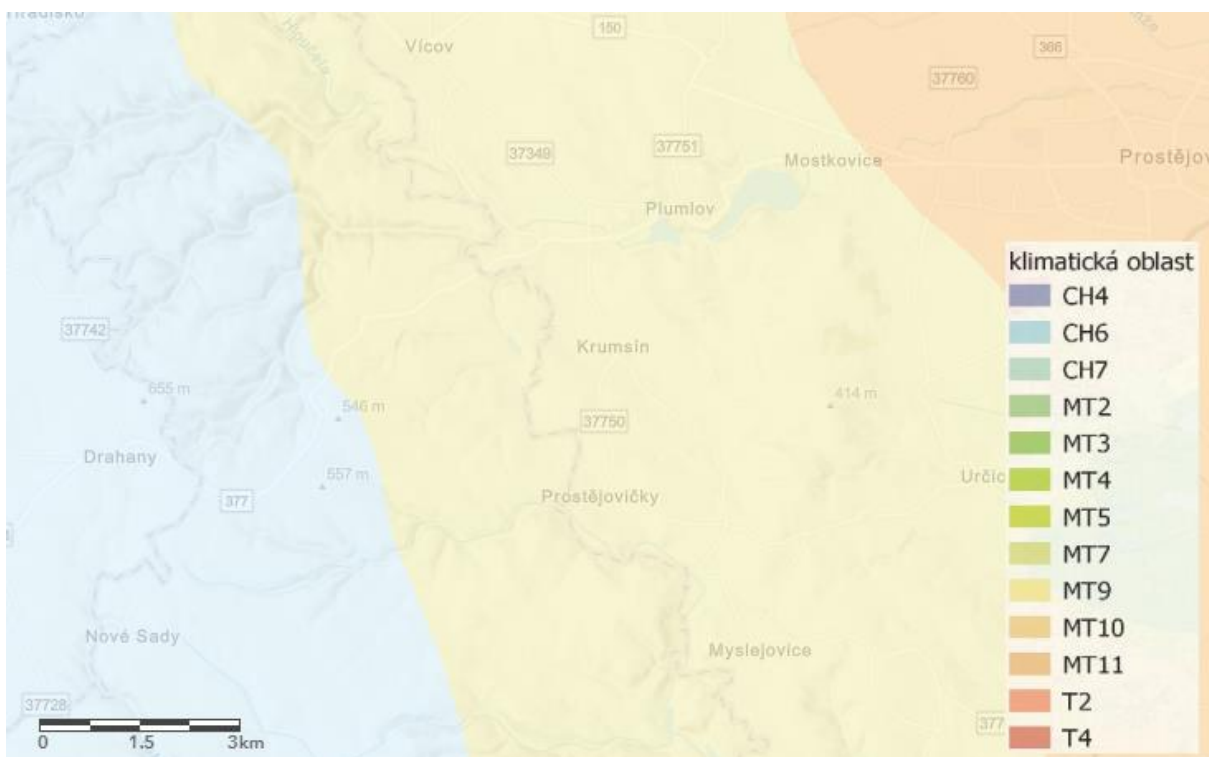 Vícov
150
366
37760
Hloučela
37349
37751
Mostkovice
Prostějov
Plumlov
klimatická oblast
CH4
CH6
CH7
MT2
MT3
MT4
MT5
MT7
MT9
MT10
MT11
T2
T4
37742
Krumsín
655 m
546 m
414 m
37750
Drahany
557 m
377
Prostějovičky
Určic
Nové Sady
Myslejovice
37728
377
0 1.5 3km